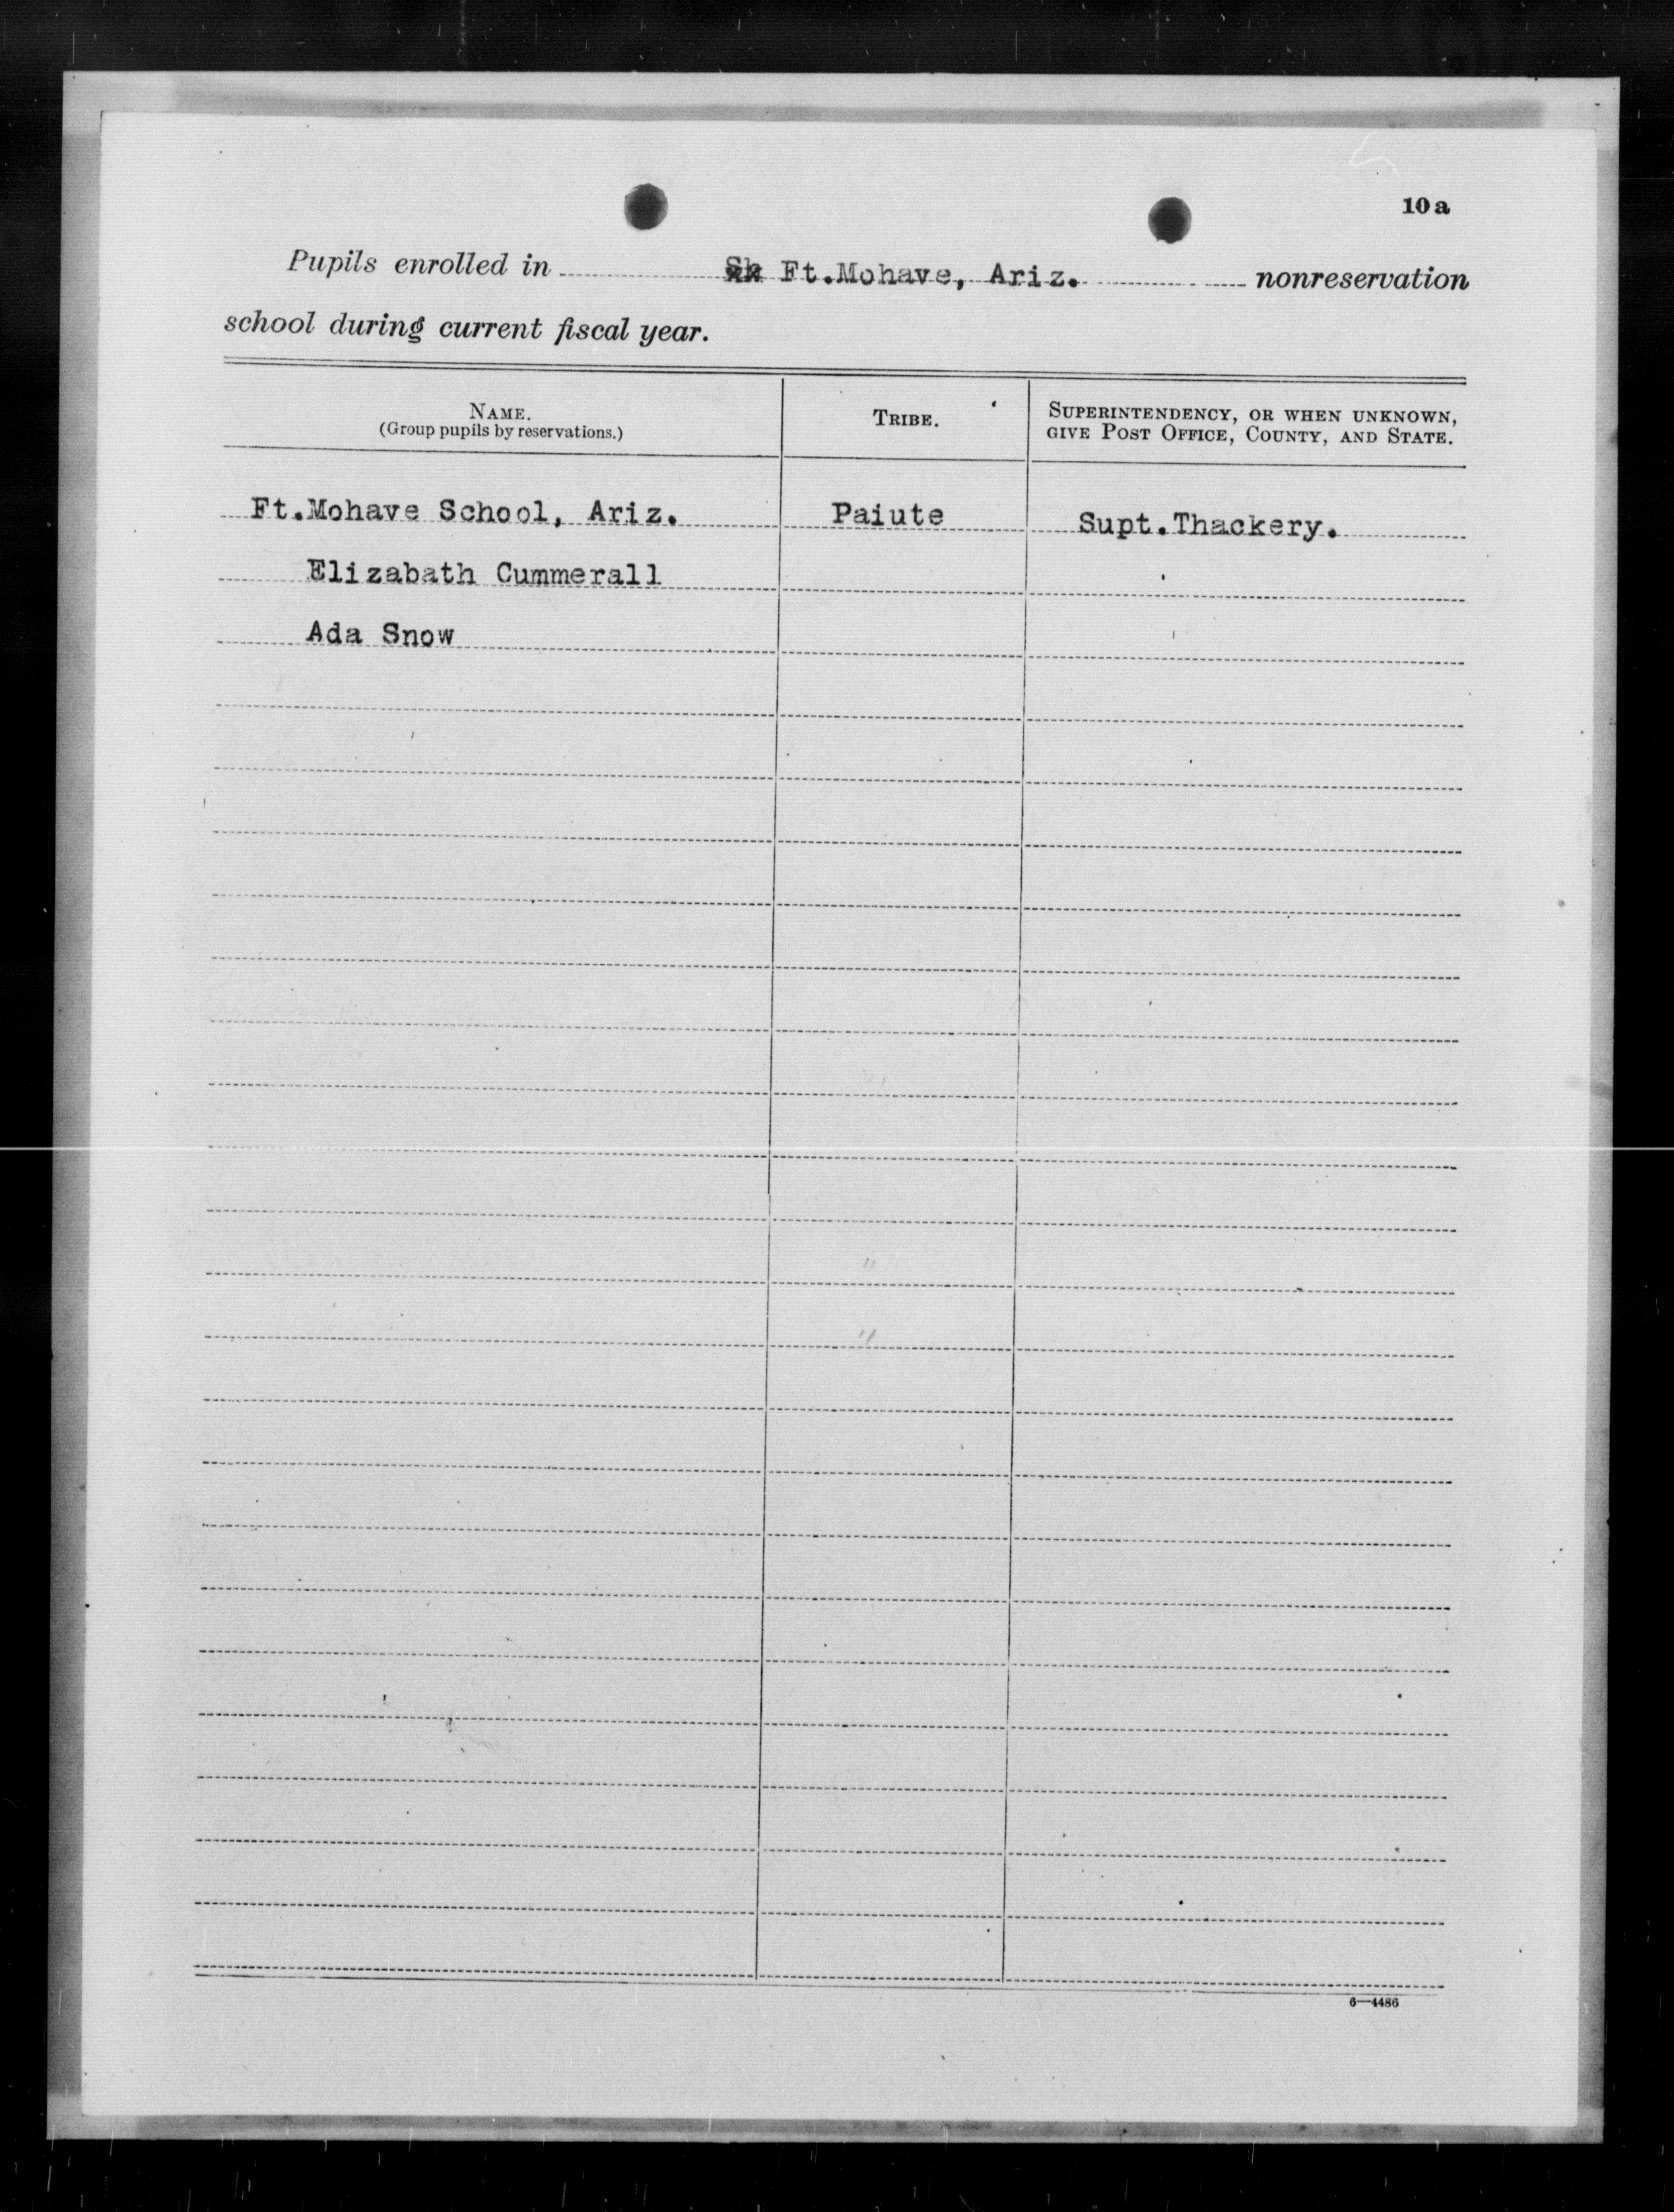 10a
Pupils enrolled in Ft.Mohave, Ariz. nonreservation
school during current fiscal year.
NAME.
(Group pupils by reservations.)
TRIBE.
SUPERINTENDENCY, OR WHEN UNKNOWN,
GIVE POST OFFICE, COUNTY, AND STATE.
Ft.Mohave School, Ariz. Paiute Supt.Thackery.
Elizabath Cummerall
Ada Snow
"
"
6—4486